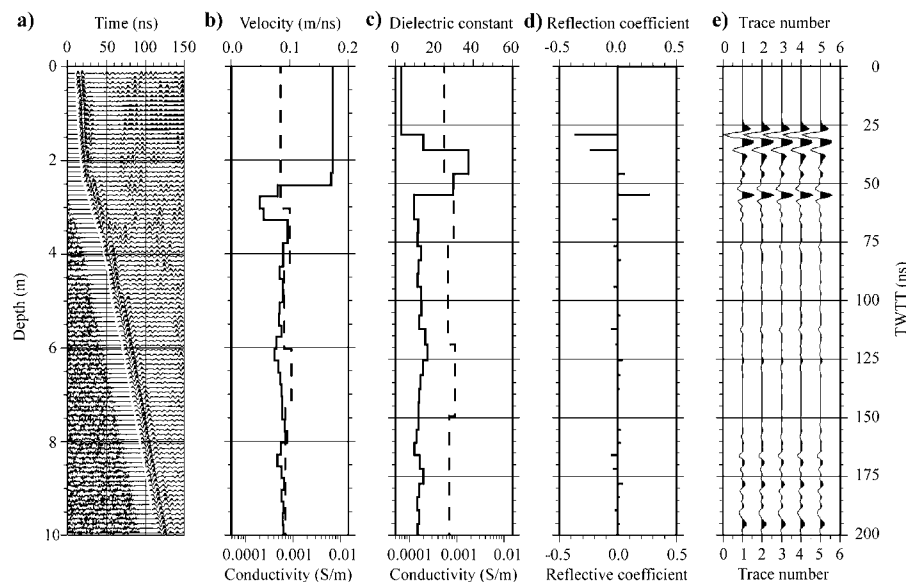 a) Time (ns) b) Velocity (m/ns) c) Dielectric constant d) Reflection coefficient e) Trace number
0 50 100 150 0.0 0.1 0.2 0 20 40 60 -0.5 0.0 0.5 0 1 2 3 4 5 6
0 0
25
2
50
75
4
Depth (m) 100 TWTT (ns)
6
125
150
8
175
10 200
0.0001 0.001 0.01 0.0001 0.001 0.01 -0.5 0.0 0.5 0 1 2 3 4 5 6
Conductivity (S/m) Conductivity (S/m) Reflective coefficient Trace number